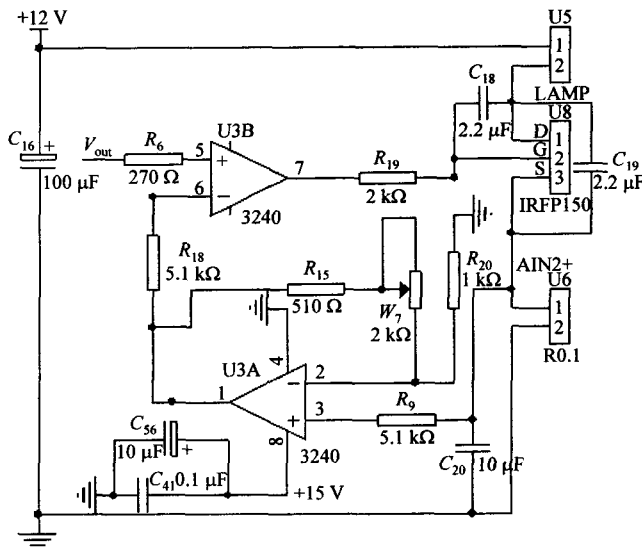 +12 V
U5
1
2
LAMP
C18
2.2 μF
U8
D 1
G 2
S 3
IRFP150
C19
2.2 μF
C16 +
100 μF
Vout
R6
270 Ω
U3B
5
+
6
−
7
3240
R19
2 kΩ
R18
5.1 kΩ
R15
510 Ω
W7
2 kΩ
R20
1 kΩ
AIN2+
U6
1
2
R0.1
U3A
4
1
2
−
3
+
8
3240
R9
5.1 kΩ
C20
10 μF
C56
10 μF
+
C41 0.1 μF
+15 V